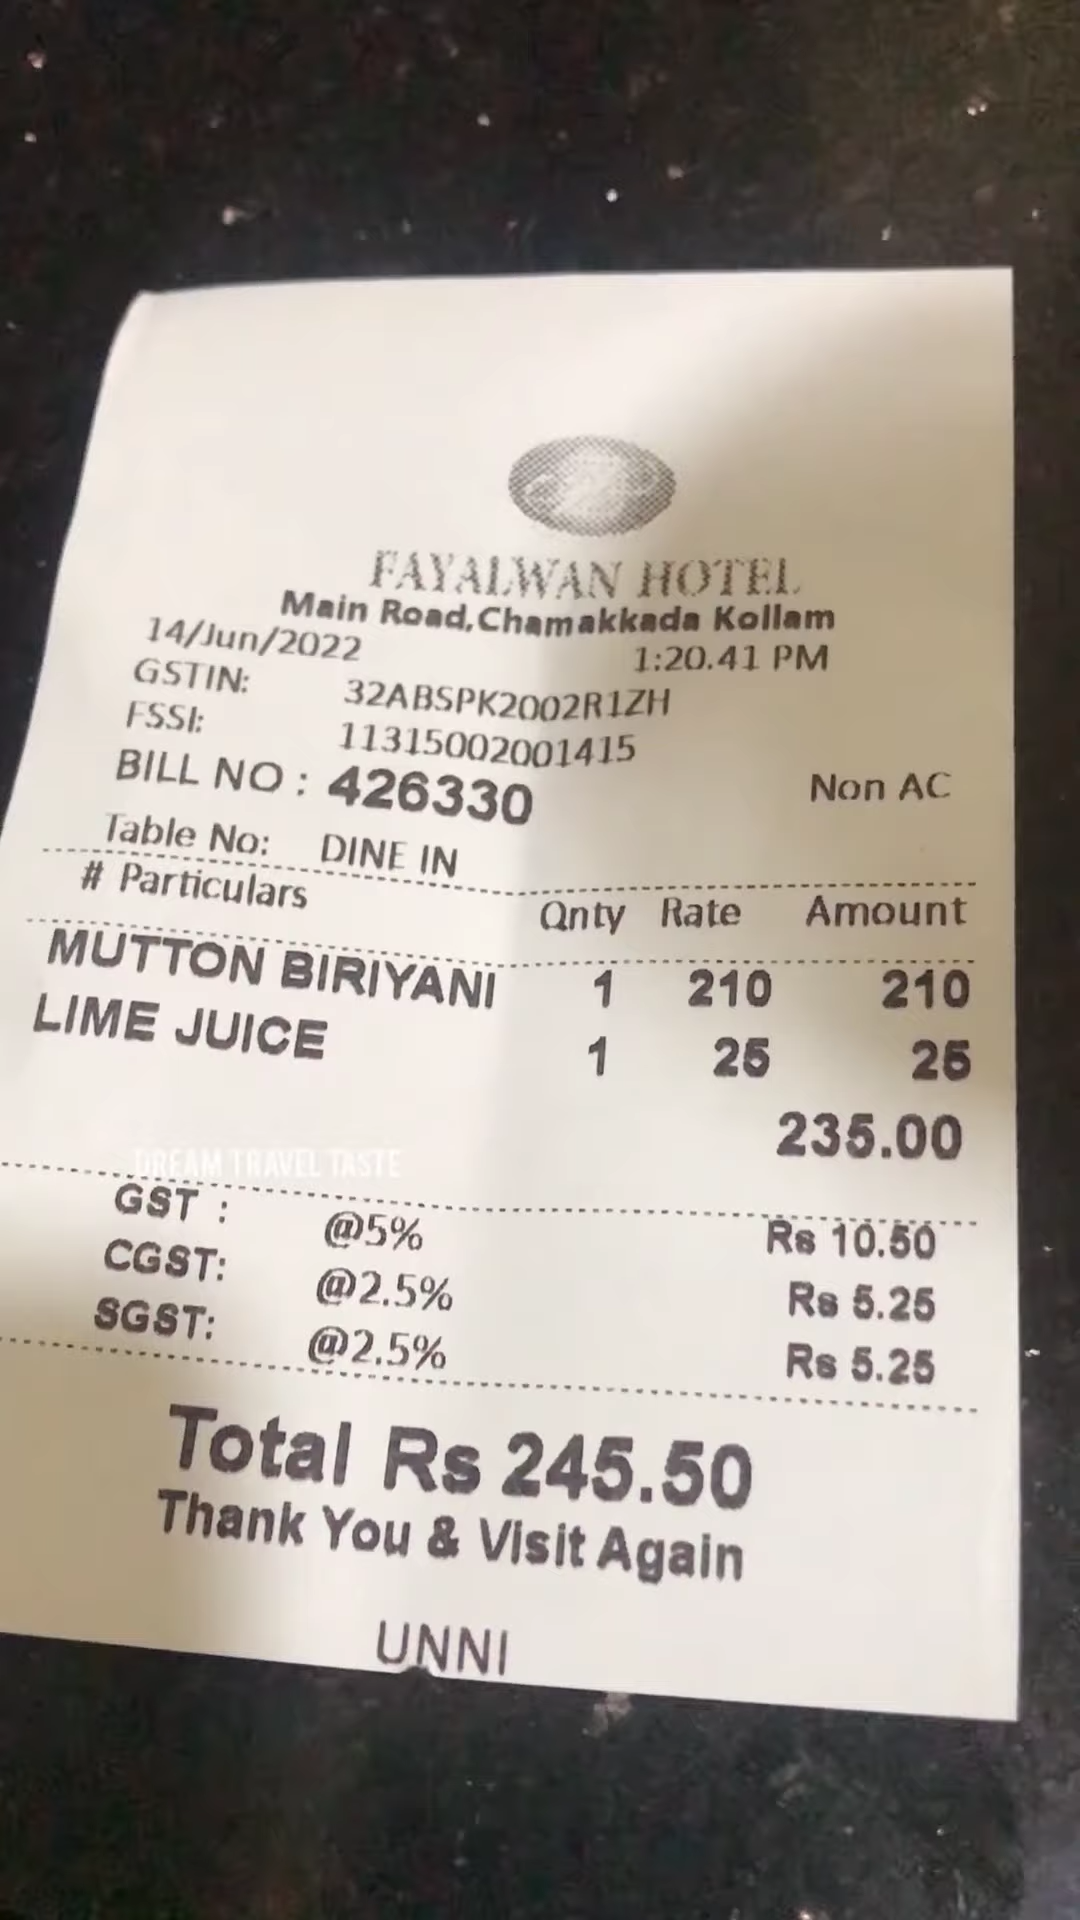 FAYALWAN HOTEL
Main Road,Chamakkada Kollam
14/Jun/2022 1:20.41 PM
GSTIN: 32ABSPK2002R1ZH
FSSI: 11315002001415
BILL NO : 426330 Non AC
Table No: DINE IN
# Particulars Qnty Rate Amount
MUTTON BIRIYANI 1 210 210
LIME JUICE 1 25 25
235.00
DREAM TRAVEL TASTE
GST : @5% Rs 10.50
CGST: @2.5% Rs 5.25
SGST: @2.5% Rs 5.25
Total Rs 245.50
Thank You & Visit Again
UNNI